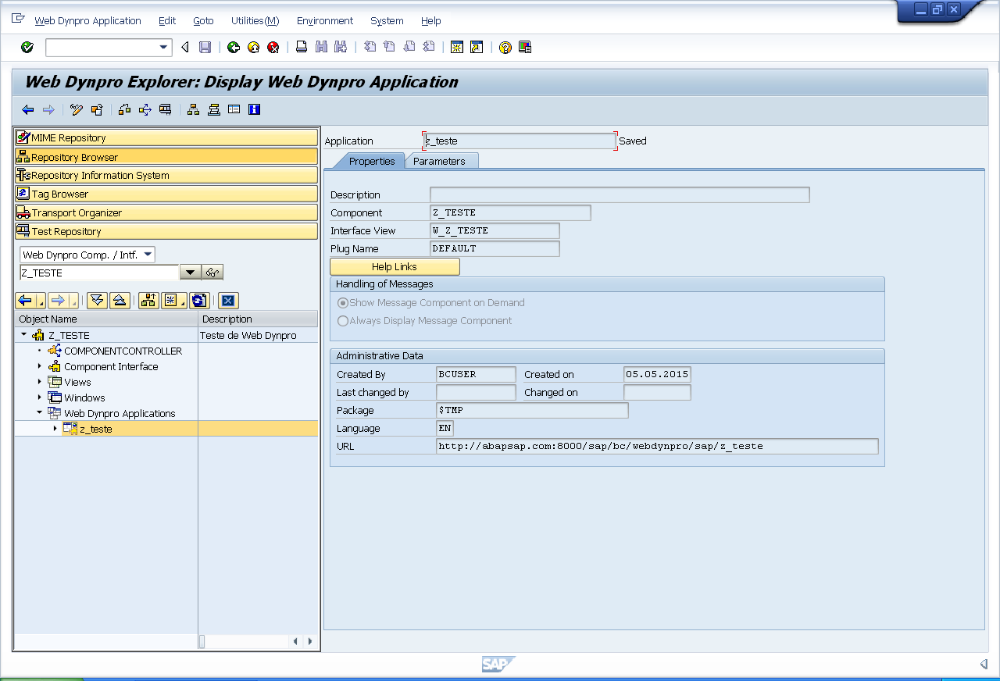 Web Dynpro Application Edit Goto Utilities(M) Environment System Help
Web Dynpro Explorer: Display Web Dynpro Application
MIME Repository
Repository Browser
Repository Information System
Tag Browser
Transport Organizer
Test Repository
Web Dynpro Comp. / Intf.
Z_TESTE
Object Name Description
Z_TESTE Teste de Web Dynpro
COMPONENTCONTROLLER
Component Interface
Views
Windows
Web Dynpro Applications
z_teste
Application z_teste Saved
Properties Parameters
Description
Component Z_TESTE
Interface View W_Z_TESTE
Plug Name DEFAULT
Help Links
Handling of Messages
Show Message Component on Demand
Always Display Message Component
Administrative Data
Created By BCUSER Created on 05.05.2015
Last changed by Changed on
Package $TMP
Language EN
URL http://abapsap.com:8000/sap/bc/webdynpro/sap/z_teste
SAP